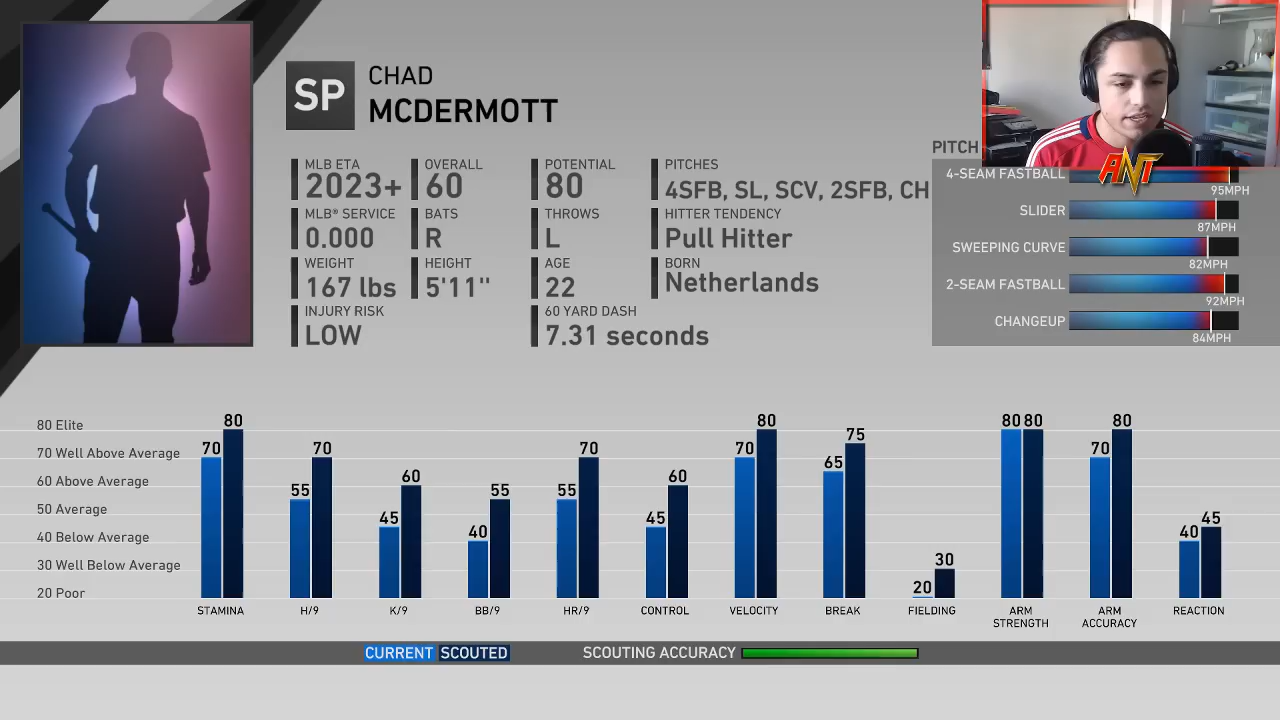 SP
CHAD
MCDERMOTT
MLB ETA
2023+
OVERALL
60
POTENTIAL
80
PITCHES
4SFB, SL, SCV, 2SFB, CH
MLB® SERVICE
0.000
BATS
R
THROWS
L
HITTER TENDENCY
Pull Hitter
WEIGHT
167 lbs
HEIGHT
5'11"
AGE
22
BORN
Netherlands
INJURY RISK
LOW
60 YARD DASH
7.31 seconds
PITCH
ANT
4-SEAM FASTBALL
95MPH
SLIDER
87MPH
SWEEPING CURVE
82MPH
2-SEAM FASTBALL
92MPH
CHANGEUP
84MPH
80 Elite
70 Well Above Average
60 Above Average
50 Average
40 Below Average
30 Well Below Average
20 Poor
70 80
55 70
45 60
40 55
55 70
45 60
70 80
65 75
20 30
80 80
70 80
40 45
STAMINA
H/9
K/9
BB/9
HR/9
CONTROL
VELOCITY
BREAK
FIELDING
ARM
STRENGTH
ARM
ACCURACY
REACTION
CURRENT SCOUTED
SCOUTING ACCURACY